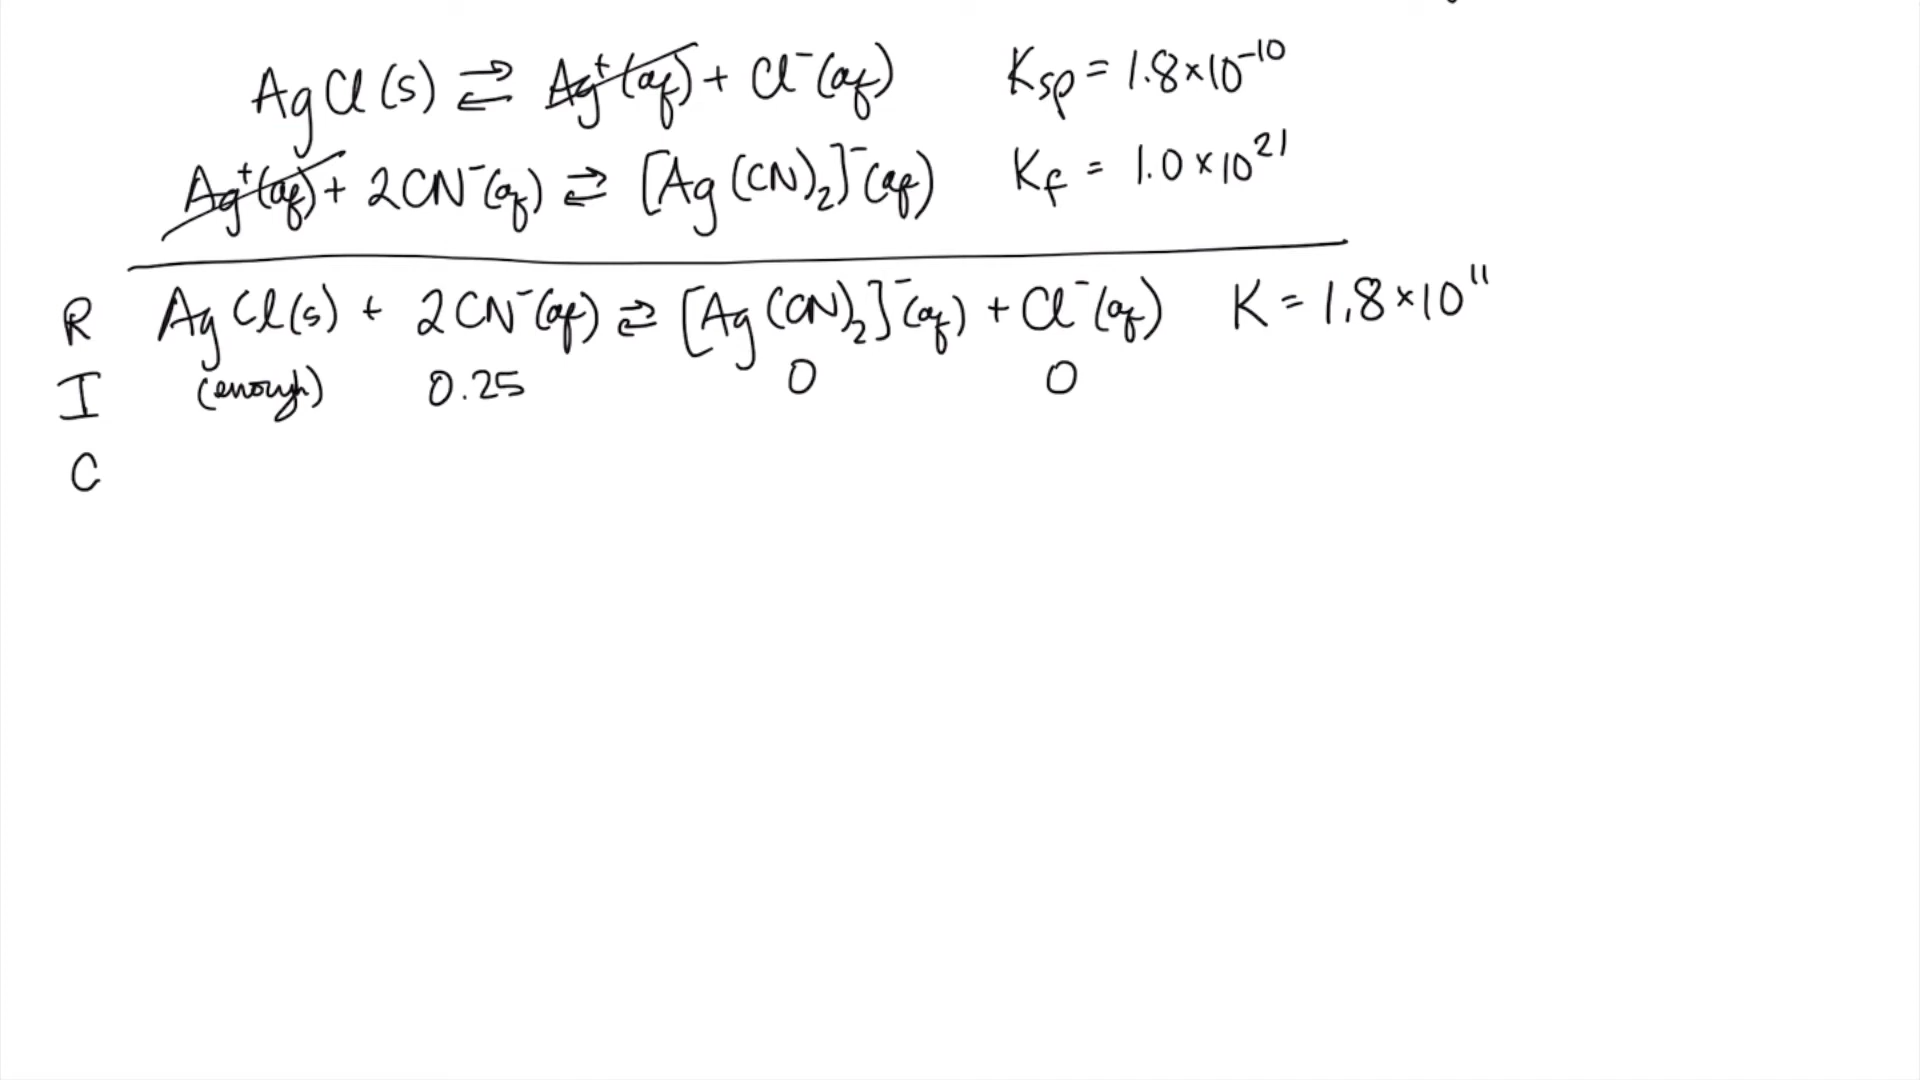 AgCl(s) ⇌ Ag⁺(aq) + Cl⁻(aq) Ksp = 1.8×10⁻¹⁰
Ag⁺(aq) + 2CN⁻(aq) ⇌ [Ag(CN)₂]⁻(aq) Kf = 1.0×10²¹
R AgCl(s) + 2CN⁻(aq) ⇌ [Ag(CN)₂]⁻(aq) + Cl⁻(aq) K = 1.8×10¹¹
I (enough) 0.25 0 0
C